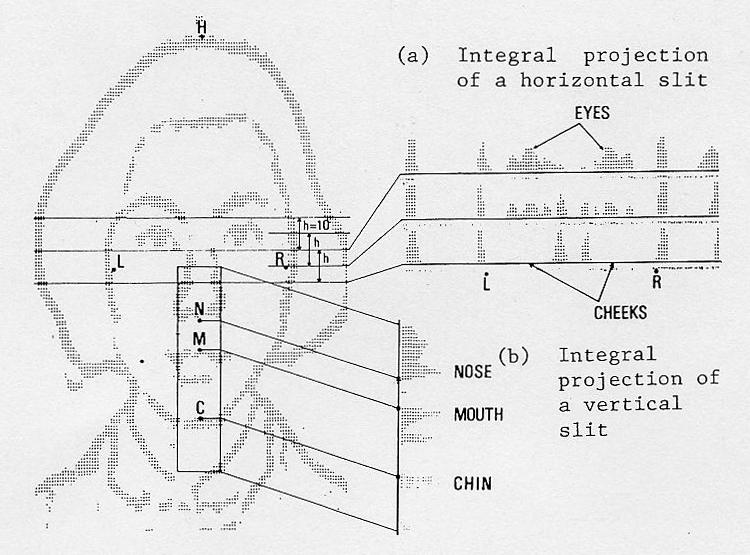 H
(a) Integral projection
of a horizontal slit
EYES
h=10
h
h
L
R
L
R
CHEEKS
N
M
C
NOSE
MOUTH
CHIN
(b) Integral
projection of
a vertical
slit